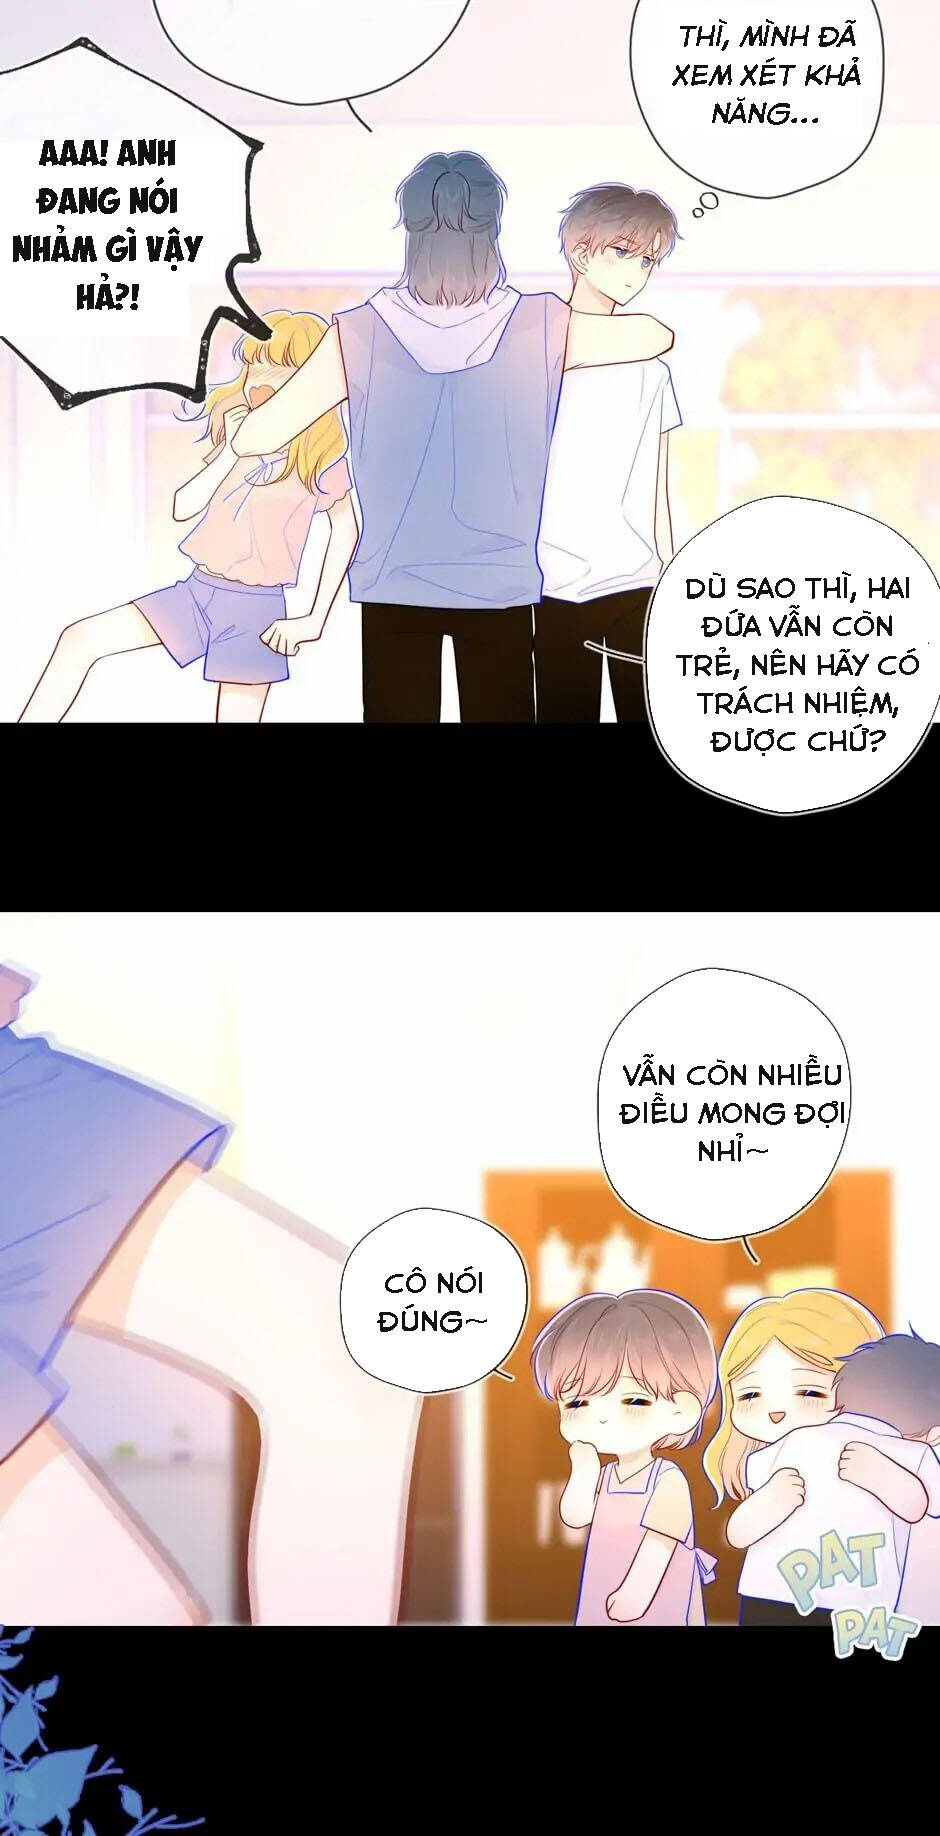 THÌ, MÌNH ĐÃ
XEM XÉT KHẢ
NĂNG...
AAA! ANH
ĐANG NÓI
NHẢM GÌ VẬY
HẢ?!
DÙ SAO THÌ, HAI
ĐỨA VẪN CÒN
TRẺ, NÊN HÃY CÓ
TRÁCH NHIỆM,
ĐƯỢC CHỨ?
VẪN CÒN NHIỀU
ĐIỀU MONG ĐỢI
NHỈ~
CÔ NÓI
ĐÚNG~
PAT
PAT